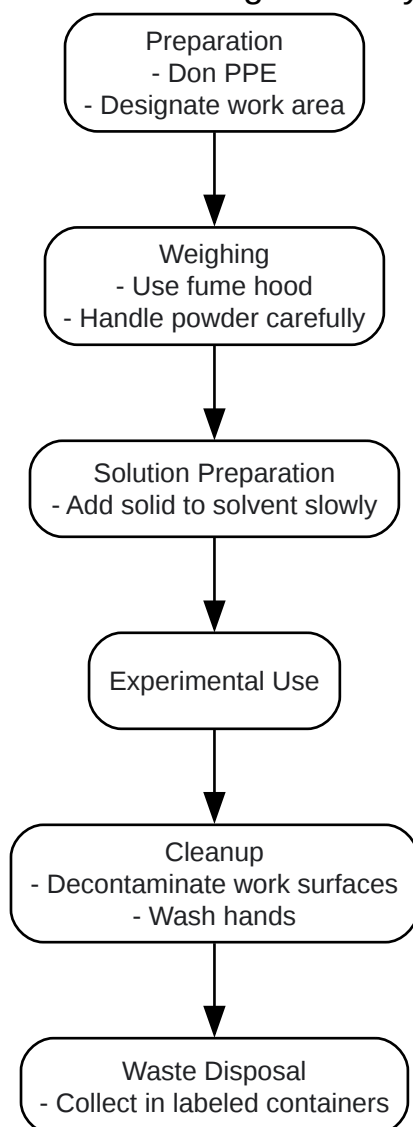 Preparation
- Don PPE
- Designate work area
Weighing
- Use fume hood
- Handle powder carefully
Solution Preparation
- Add solid to solvent slowly
Experimental Use
Cleanup
- Decontaminate work surfaces
- Wash hands
Waste Disposal
- Collect in labeled containers